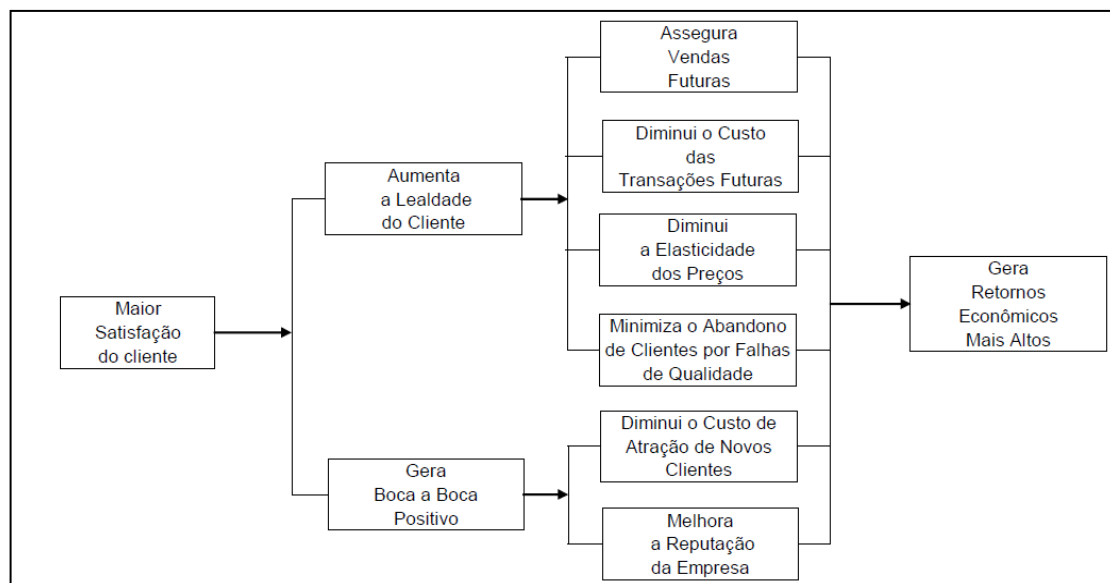 Assegura
Vendas
Futuras
Diminui o Custo
das
Transações Futuras
Aumenta
a Lealdade
do Cliente
Diminui
a Elasticidade
dos Preços
Gera
Retornos
Econômicos
Mais Altos
Maior
Satisfação
do cliente
Minimiza o Abandono
de Clientes por Falhas
de Qualidade
Diminui o Custo de
Atração de Novos
Clientes
Gera
Boca a Boca
Positivo
Melhora
a Reputação
da Empresa